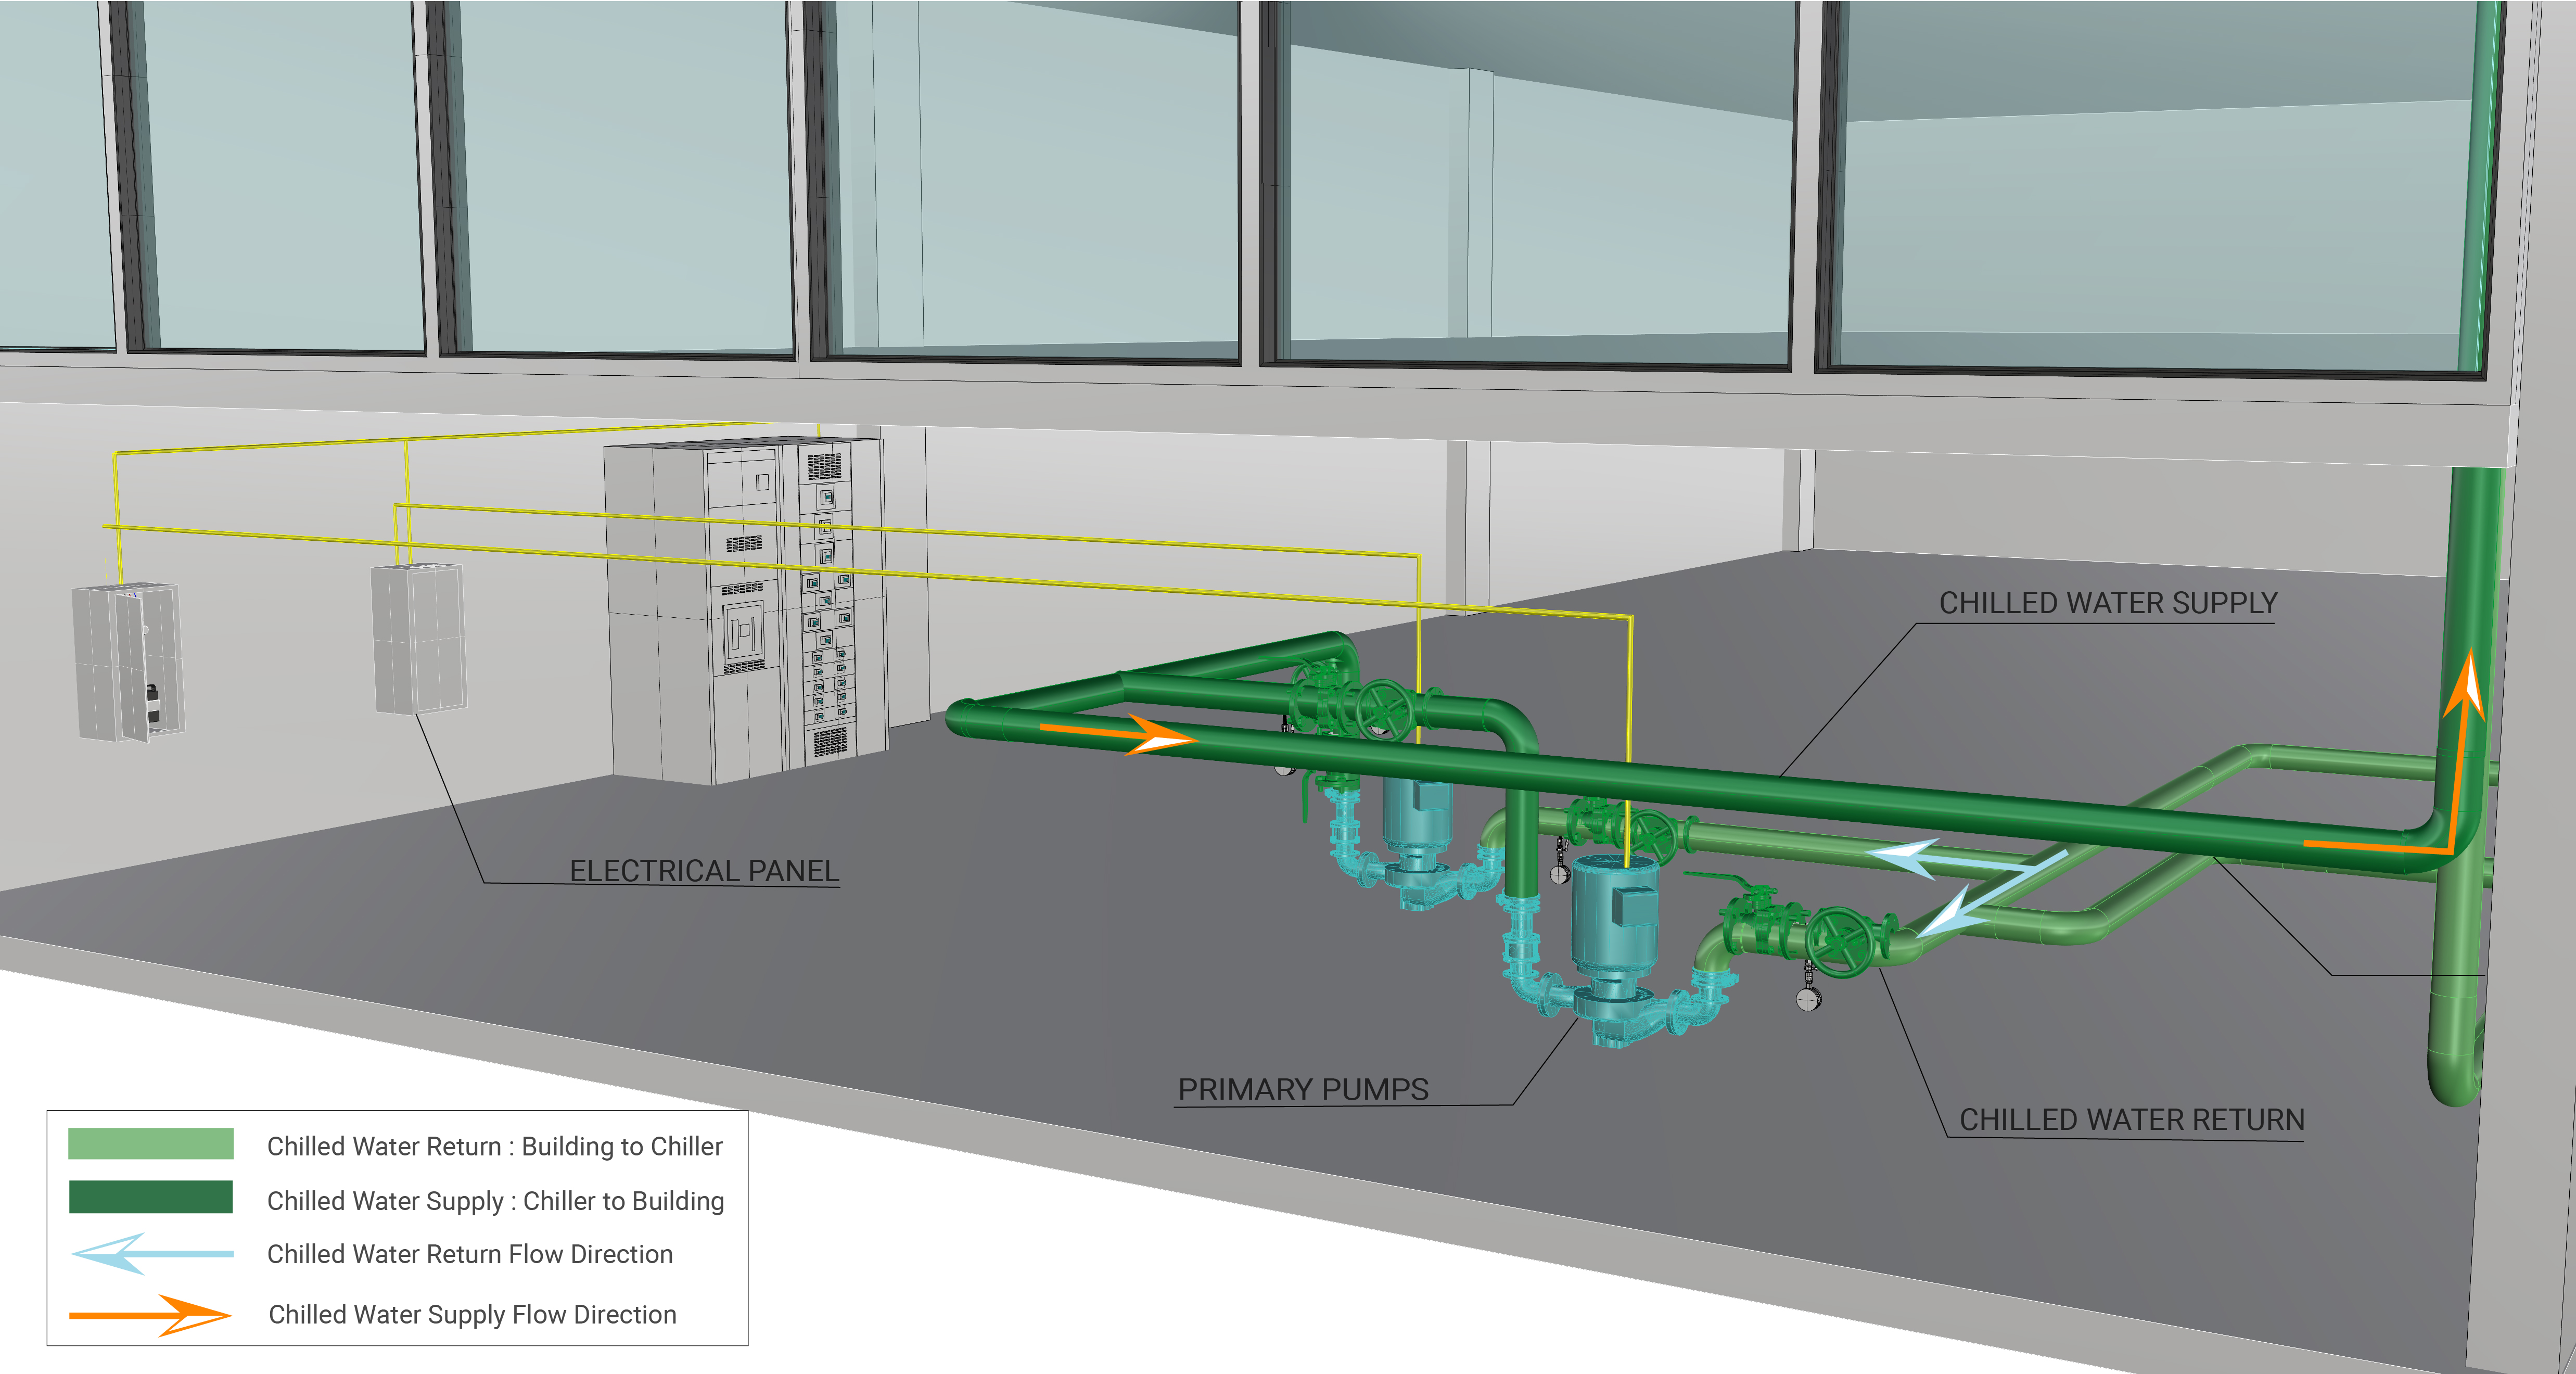 CHILLED WATER SUPPLY
ELECTRICAL PANEL
PRIMARY PUMPS
CHILLED WATER RETURN
Chilled Water Return : Building to Chiller
Chilled Water Supply : Chiller to Building
Chilled Water Return Flow Direction
Chilled Water Supply Flow Direction